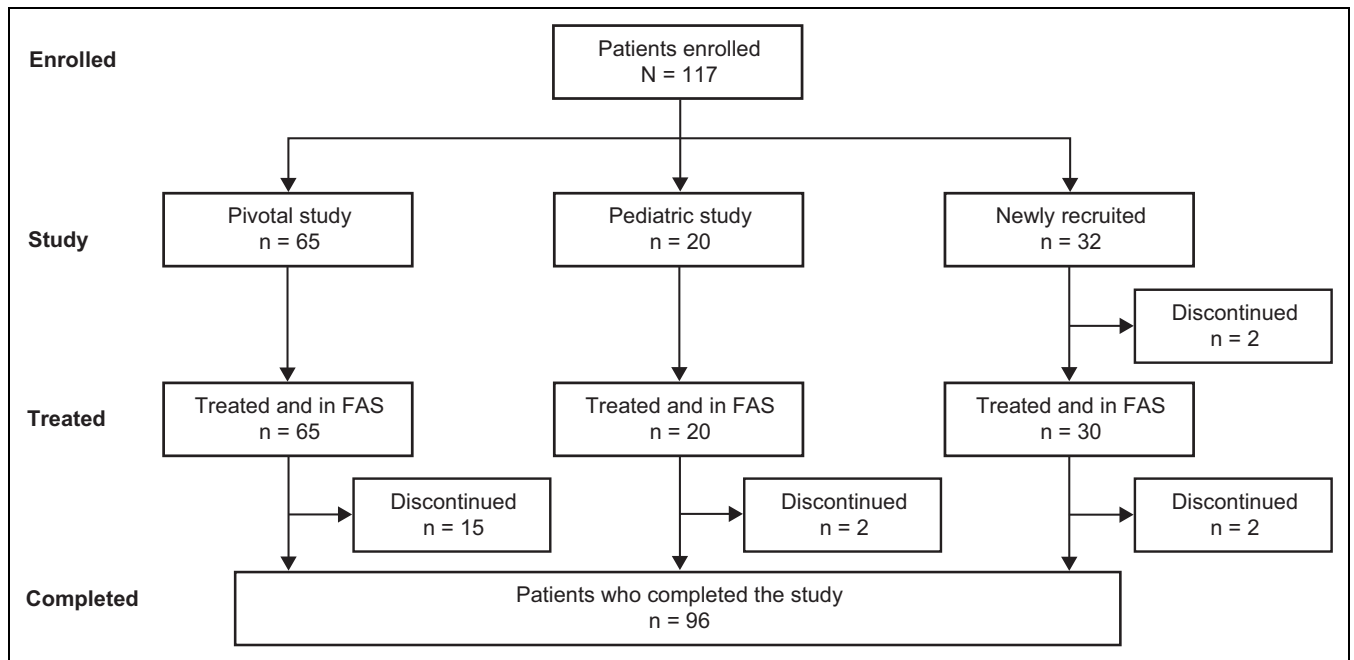 Enrolled
Patients enrolled
N = 117
Study
Pivotal study
n = 65
Pediatric study
n = 20
Newly recruited
n = 32
Discontinued
n = 2
Treated
Treated and in FAS
n = 65
Treated and in FAS
n = 20
Treated and in FAS
n = 30
Discontinued
n = 15
Discontinued
n = 2
Discontinued
n = 2
Completed
Patients who completed the study
n = 96